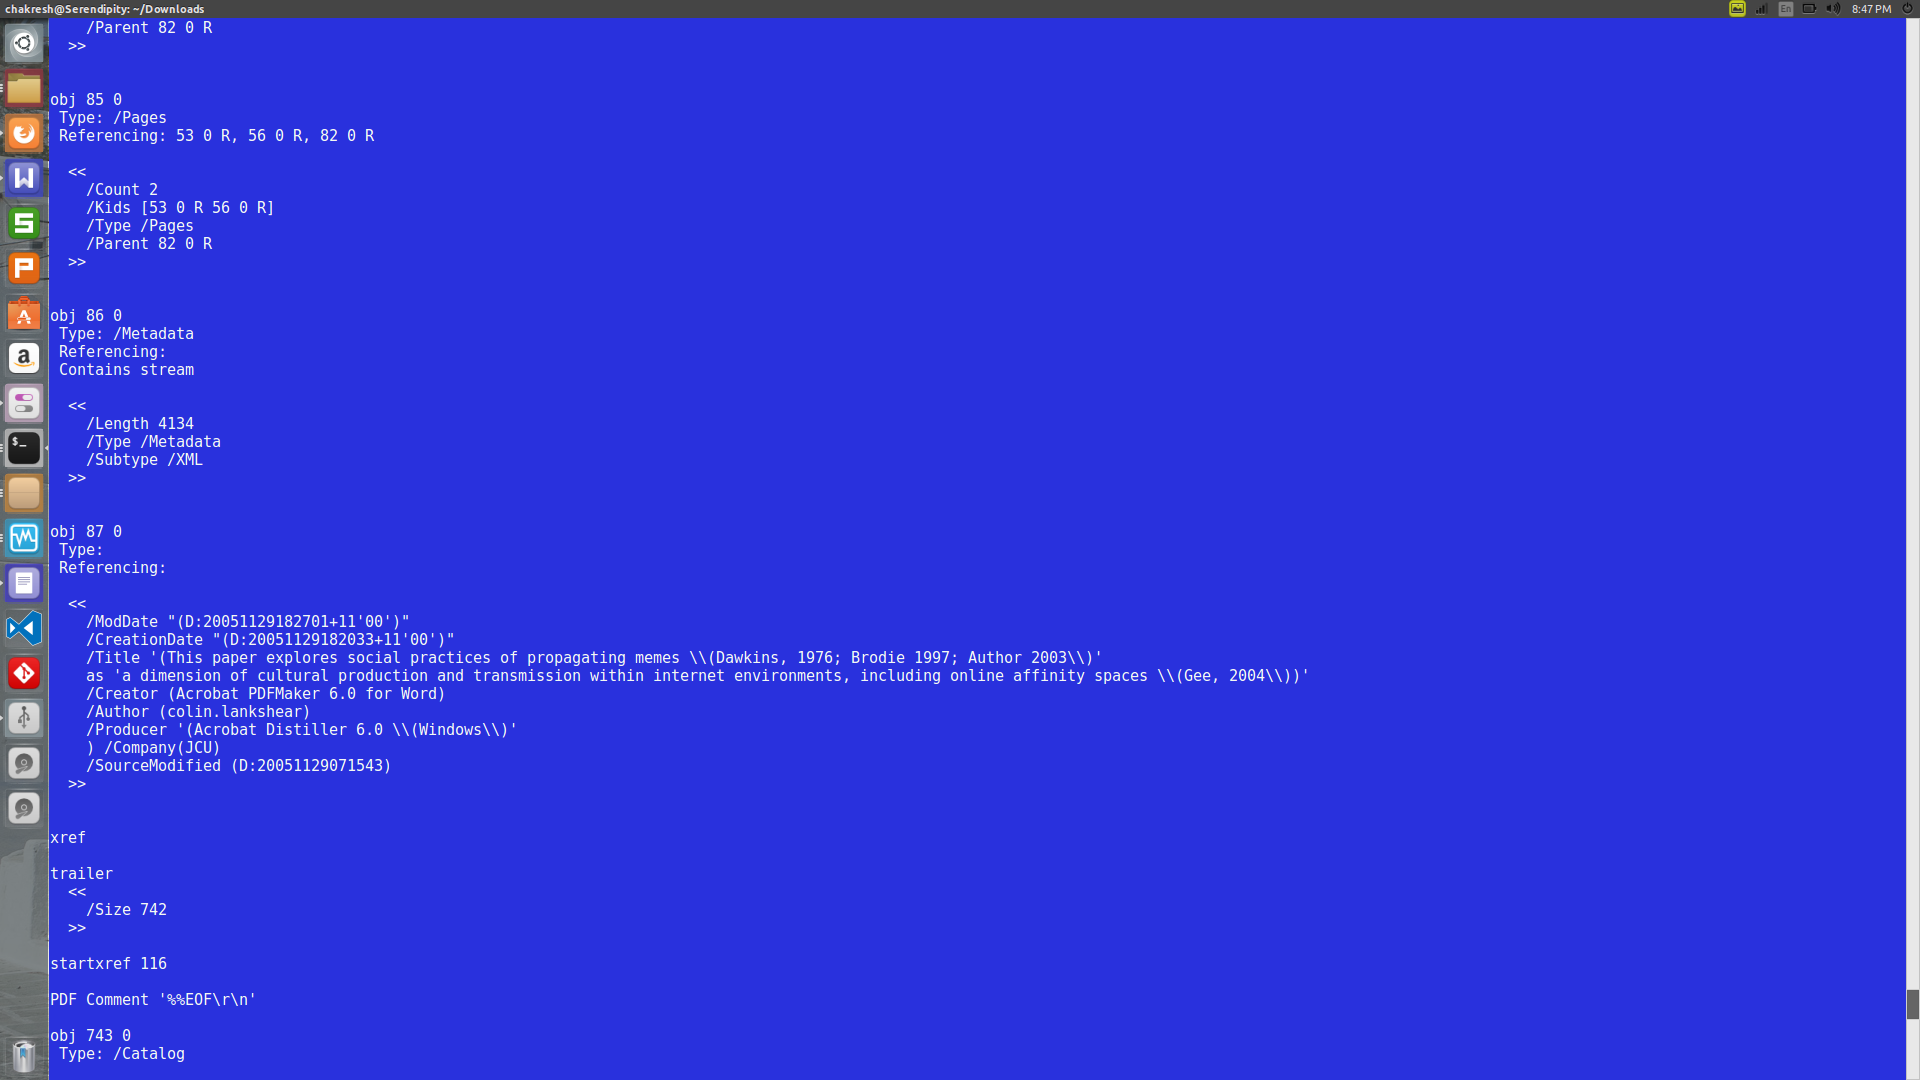 chakresh@Serendipity: ~/Downloads
En
8:47 PM
/Parent 82 0 R
>>
obj 85 0
Type: /Pages
Referencing: 53 0 R, 56 0 R, 82 0 R
<<
/Count 2
/Kids [53 0 R 56 0 R]
/Type /Pages
/Parent 82 0 R
>>
obj 86 0
Type: /Metadata
Referencing:
Contains stream
<<
/Length 4134
/Type /Metadata
/Subtype /XML
>>
obj 87 0
Type:
Referencing:
<<
/ModDate "(D:20051129182701+11'00')"
/CreationDate "(D:20051129182033+11'00')"
/Title '(This paper explores social practices of propagating memes \\(Dawkins, 1976; Brodie 1997; Author 2003\\)'
as 'a dimension of cultural production and transmission within internet environments, including online affinity spaces \\(Gee, 2004\\))'
/Creator (Acrobat PDFMaker 6.0 for Word)
/Author (colin.lankshear)
/Producer '(Acrobat Distiller 6.0 \\(Windows\\)'
) /Company(JCU)
/SourceModified (D:20051129071543)
>>
xref
trailer
<<
/Size 742
>>
startxref 116
PDF Comment '%%EOF\r\n'
obj 743 0
Type: /Catalog